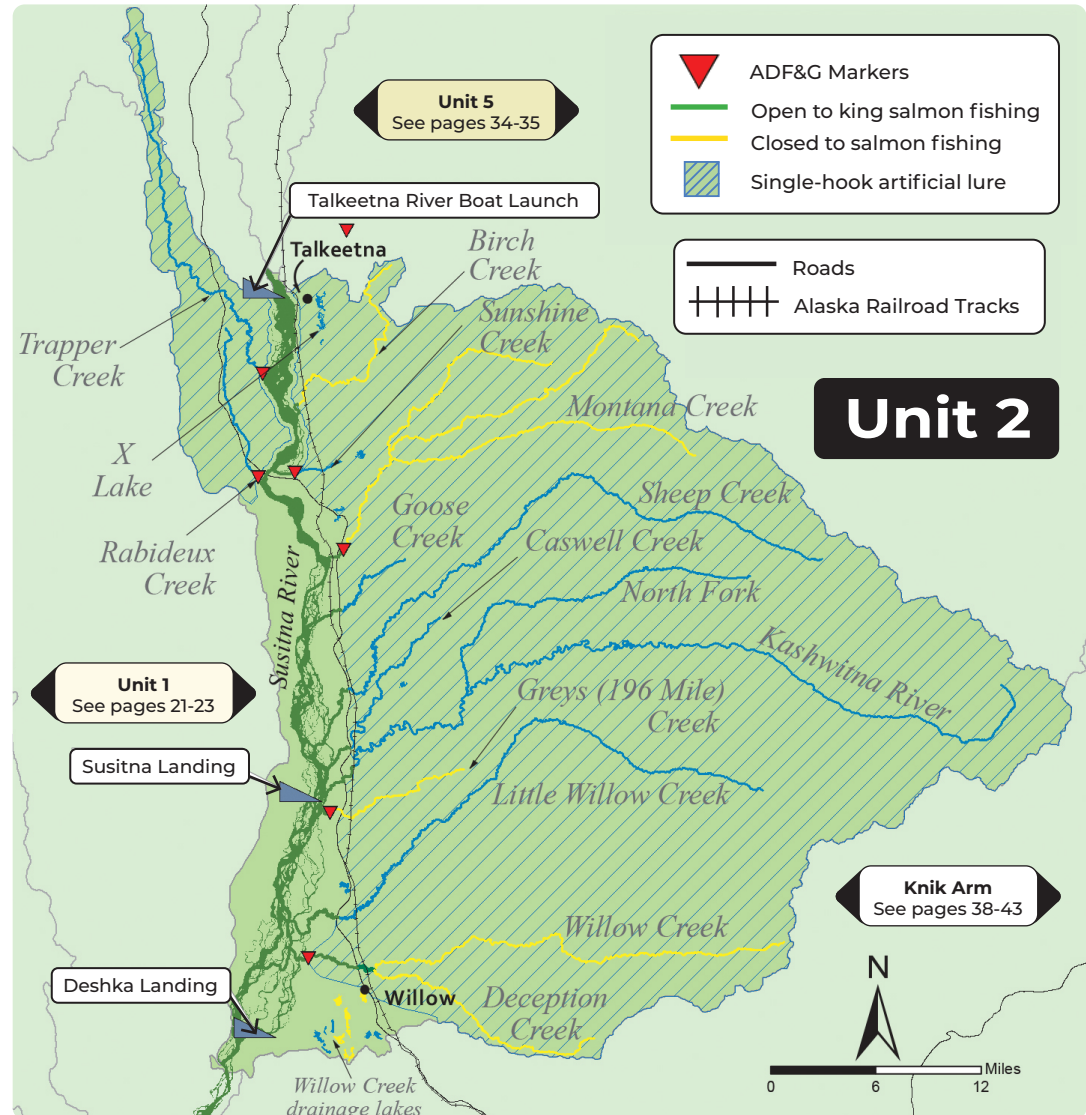 Unit 5
See pages 34-35
ADF&G Markers
Open to king salmon fishing
Closed to salmon fishing
Single-hook artificial lure
Roads
Alaska Railroad Tracks
Unit 2
Talkeetna River Boat Launch
Talkeetna
Birch
Creek
Sunshine
Creek
Trapper
Creek
Montana Creek
X
Lake
Goose
Creek
Sheep Creek
Caswell Creek
Rabideux
Creek
North Fork
Susitna River
Kashwitna River
Unit 1
See pages 21-23
Greys (196 Mile)
Creek
Susitna Landing
Little Willow Creek
Knik Arm
See pages 38-43
Willow Creek
Deshka Landing
Willow
Deception
Creek
N
Miles
0 6 12
Willow Creek
drainage lakes